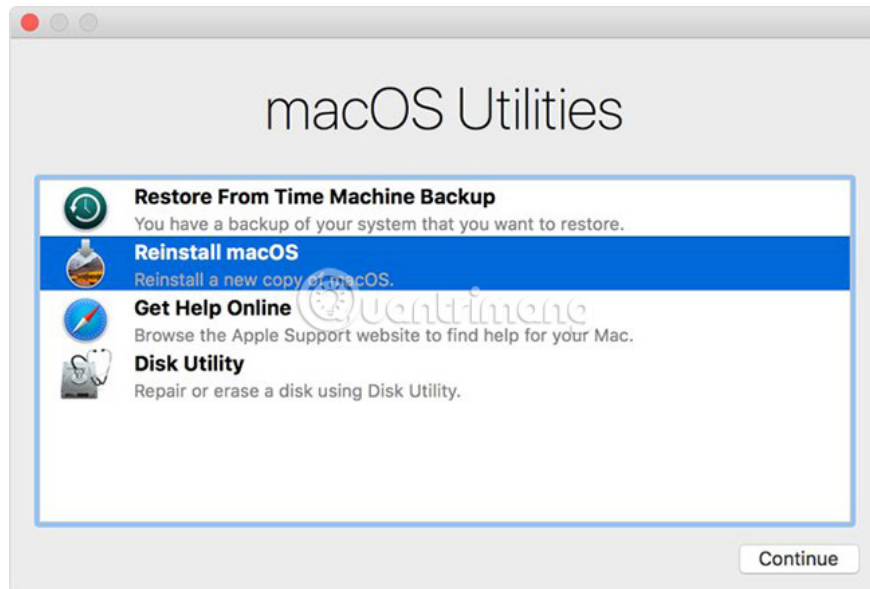 macOS Utilities
Restore From Time Machine Backup
You have a backup of your system that you want to restore.
Reinstall macOS
Reinstall a new copy of macOS.
Quantrimang
Get Help Online
Browse the Apple Support website to find help for your Mac.
Disk Utility
Repair or erase a disk using Disk Utility.
Continue